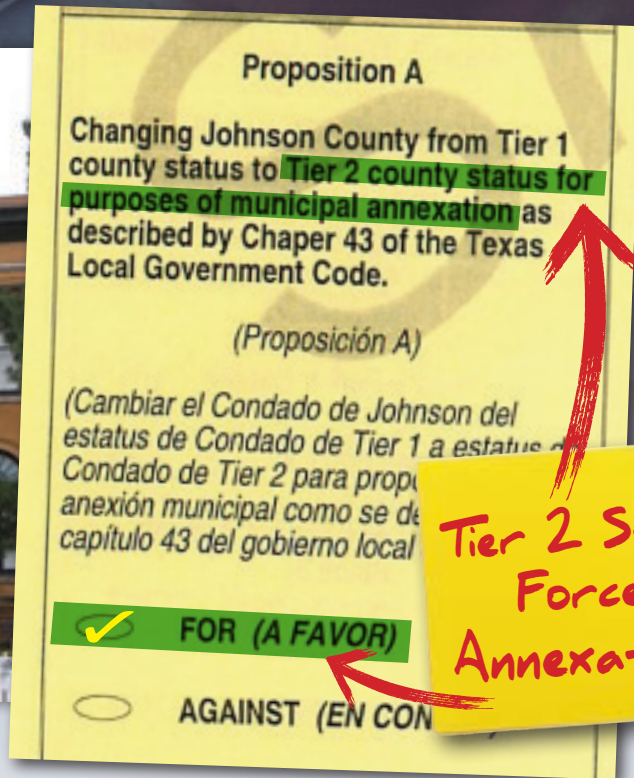 Proposition A
Changing Johnson County from Tier 1
county status to Tier 2 county status for
purposes of municipal annexation as
described by Chaper 43 of the Texas
Local Government Code.
(Proposición A)
(Cambiar el Condado de Johnson del
estatus de Condado de Tier 1 a estatus
Condado de Tier 2 para
anexión municipal como se
capítulo 43 del gobierno local
FOR (A FAVOR)
AGAINST (EN
Tier 2